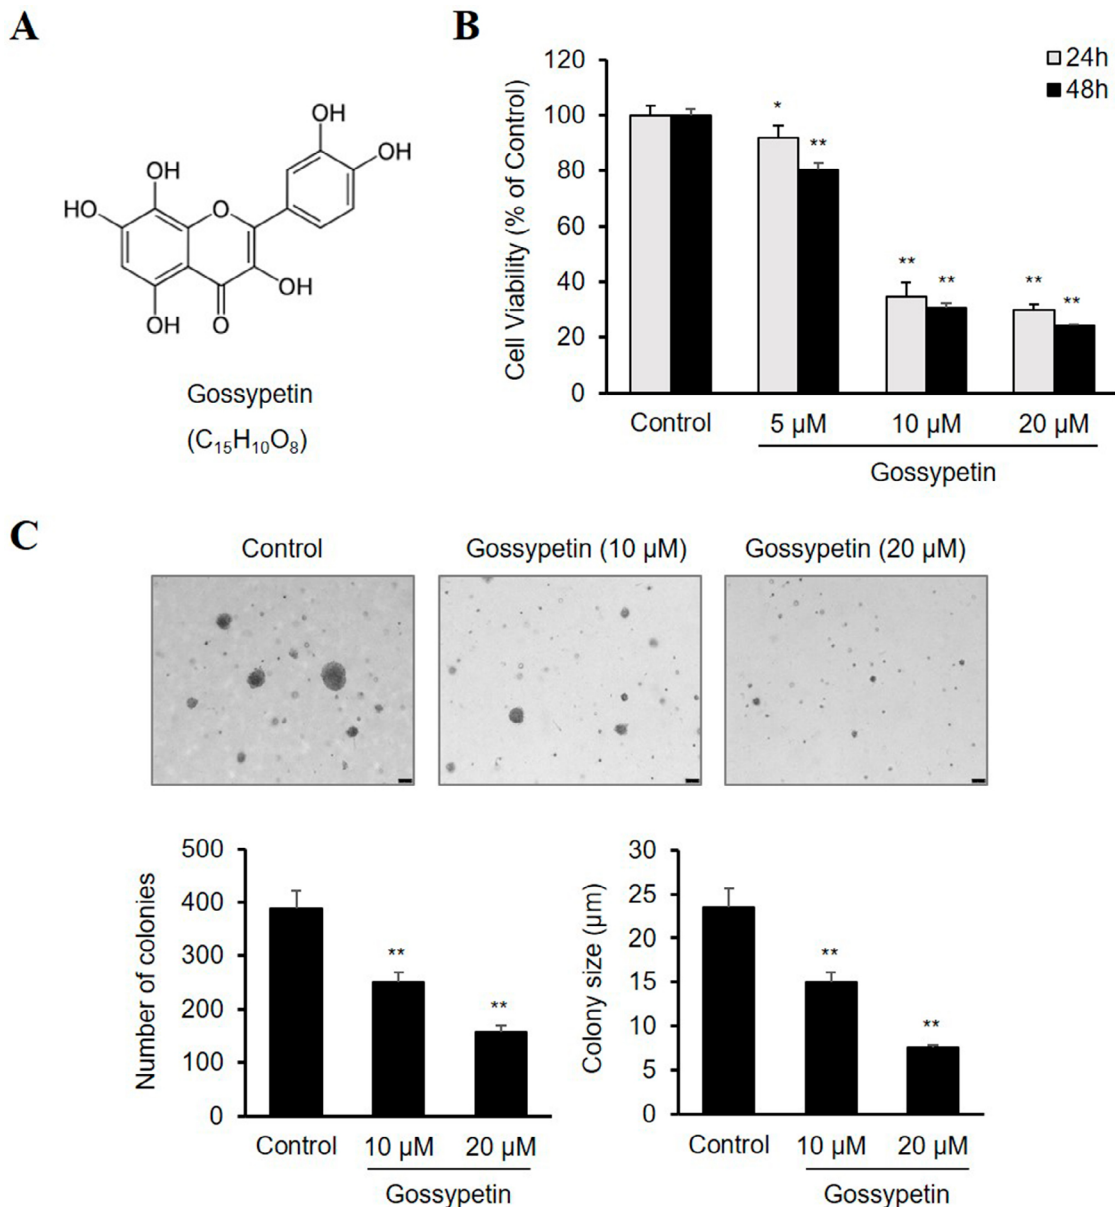 A
OH
OH
OH
HO
O
OH
OH
O
Gossypetin
(C₁₅H₁₀O₈)
B
24h
48h
Cell Viability (% of Control)
120
100
80
60
40
20
0
*
**
**
**
**
**
Control
5 µM
10 µM
20 µM
Gossypetin
C
Control
Gossypetin (10 µM)
Gossypetin (20 µM)
Number of colonies
500
400
300
200
100
0
**
**
Control
10 µM
20 µM
Gossypetin
Colony size (µm)
30
25
20
15
10
5
0
**
**
Control
10 µM
20 µM
Gossypetin